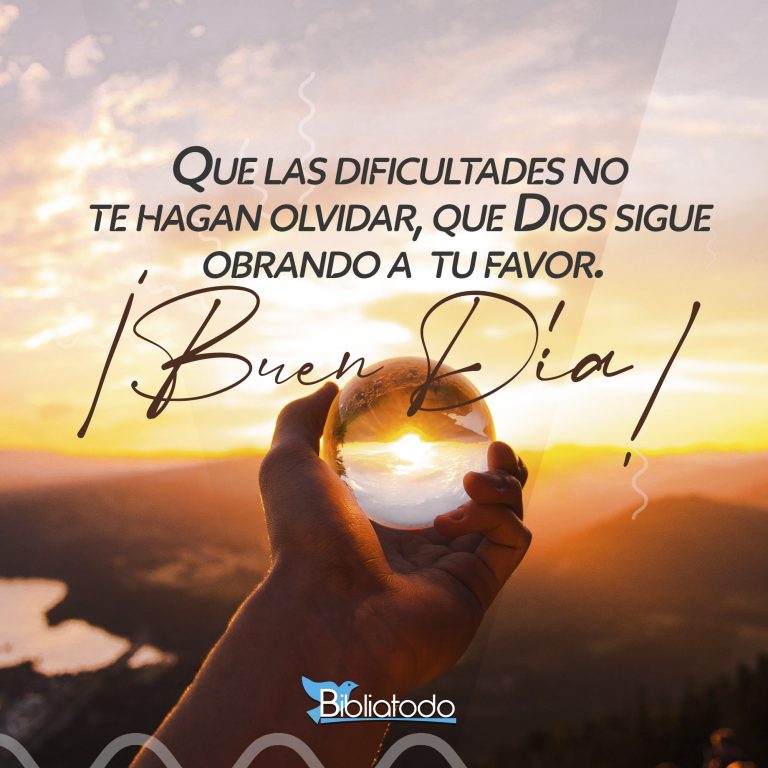 Que las dificultades no
te hagan olvidar, que Dios sigue
obrando a tu favor.
¡Buen Día!
Bibliatodo